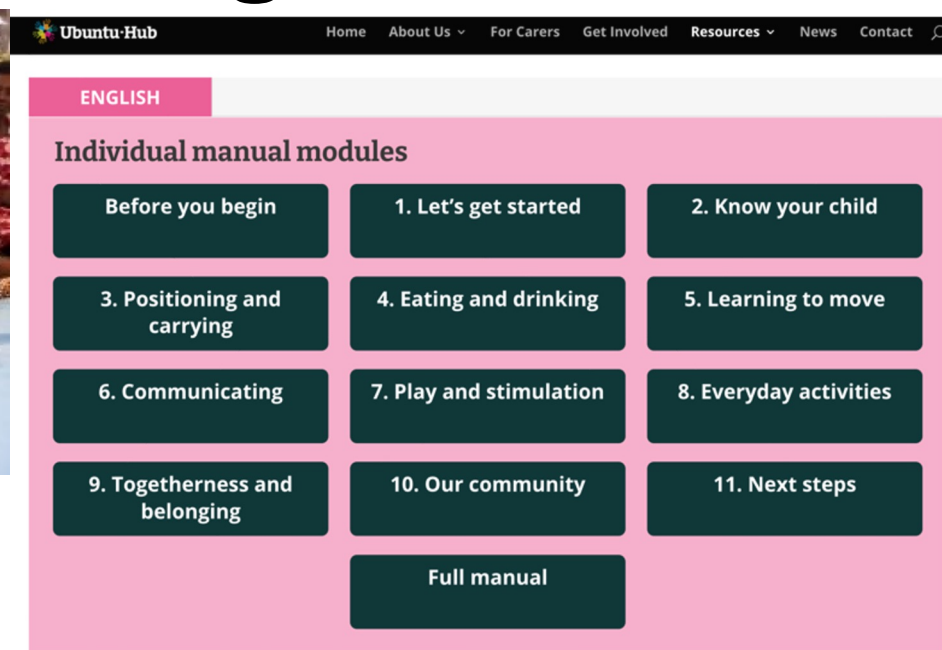 Ubuntu·Hub
Home About Us For Carers Get Involved Resources News Contact
ENGLISH
Individual manual modules
Before you begin
1. Let's get started
2. Know your child
3. Positioning and
carrying
4. Eating and drinking
5. Learning to move
6. Communicating
7. Play and stimulation
8. Everyday activities
9. Togetherness and
belonging
10. Our community
11. Next steps
Full manual